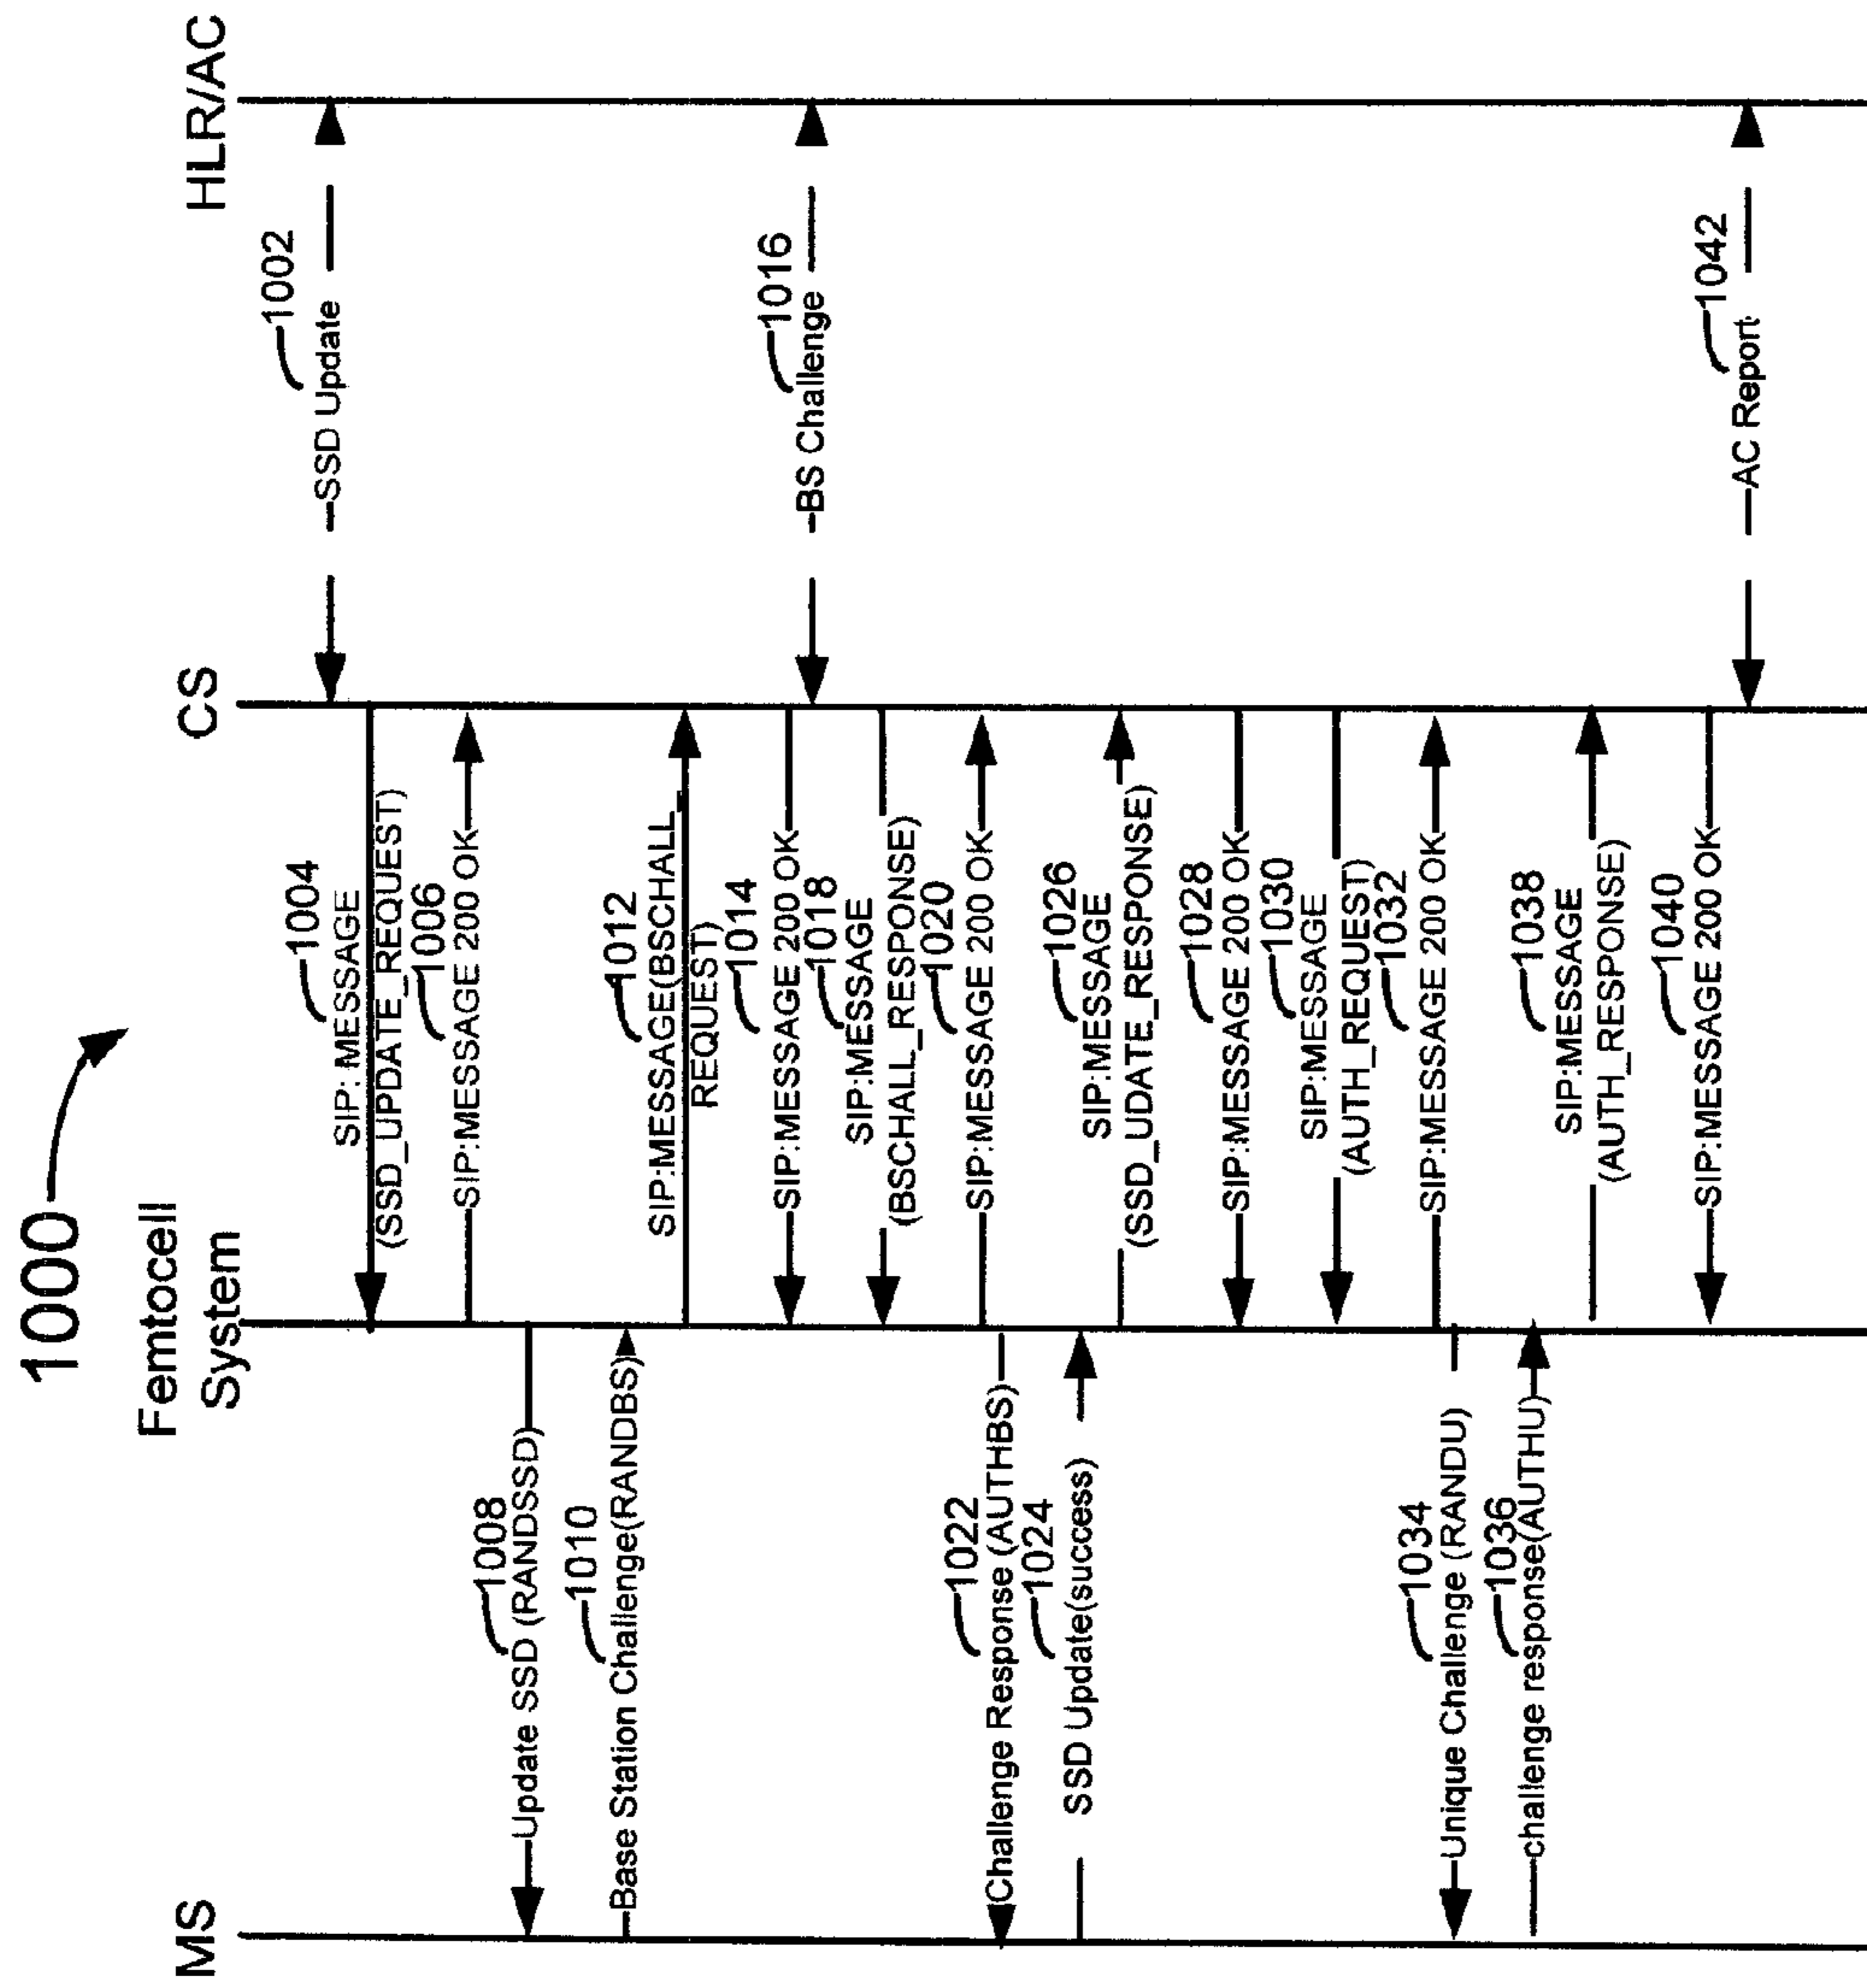 1000
MS
Femtocell
System
CS
HLR/AC
1002
SSD Update
1004
SIP: MESSAGE
(SSD_UPDATE_REQUEST)
1006
SIP:MESSAGE 200 OK
1008
Update SSD (RANDSSD)
1010
Base Station Challenge(RANDBS)
1012
SIP:MESSAGE(BSCHALL_
REQUEST)
1014
SIP:MESSAGE 200 OK
1016
BS Challenge
1018
SIP:MESSAGE
(BSCHALL_RESPONSE)
1020
SIP:MESSAGE 200 OK
1022
Challenge Response (AUTHBS)
1024
SSD Update(success)
1026
SIP:MESSAGE
(SSD_UDATE_RESPONSE)
1028
SIP:MESSAGE 200 OK
1030
SIP:MESSAGE
(AUTH_REQUEST)
1032
SIP:MESSAGE 200 OK
1034
Unique Challenge (RANDU)
1036
challenge response(AUTHU)
1038
SIP:MESSAGE
(AUTH_RESPONSE)
1040
SIP:MESSAGE 200 OK
1042
AC Report